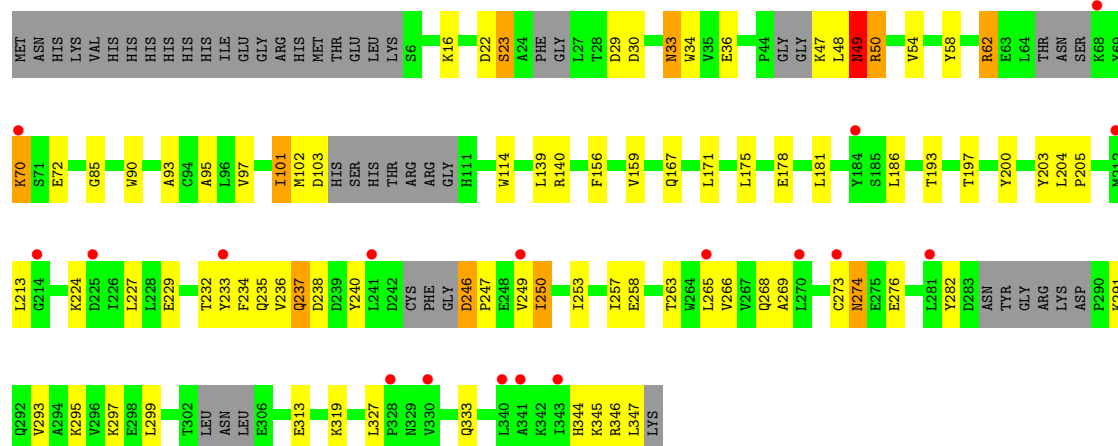 MET ASN HIS LYS VAL HIS HIS HIS HIS HIS HIS ILE GLU GLY ARG HIS MET THR GLU LEU LYS S6 K16 D22 S23 A24 PHE GLY L27 T28 D29 D30 N33 W34 V35 E36 P44 GLY GLY K47 L48 N49 R50 V54 Y58 R62 E63 L64 THR ASN SER K68 Y69
K70 S71 E72 G85 W90 A93 C94 A95 L96 V97 I101 M102 D103 HIS SER HIS THR ARG ARG GLY H111 W114 L139 R140 F156 V159 Q167 L171 L175 E178 L181 Y184 S185 L186 T193 T197 Y200 Y203 L204 P205 M212
L213 G214 K224 D225 I226 L227 L228 E229 T232 Y233 F234 Q235 V236 Q237 D238 D239 Y240 L241 D242 CYS PHE GLY D246 P247 E248 V249 I250 I253 I257 E258 T263 W264 L265 V266 V267 Q268 A269 L270 C273 N274 E275 E276 L281 Y282 D283 ASN TYR GLY ARG LYS ASP P290 K291
Q292 V293 A294 K295 V296 K297 E298 L299 T302 LEU ASN LEU E306 E313 K319 L327 P328 N329 V330 Q333 L340 A341 K342 I343 H344 K345 R346 L347 LYS